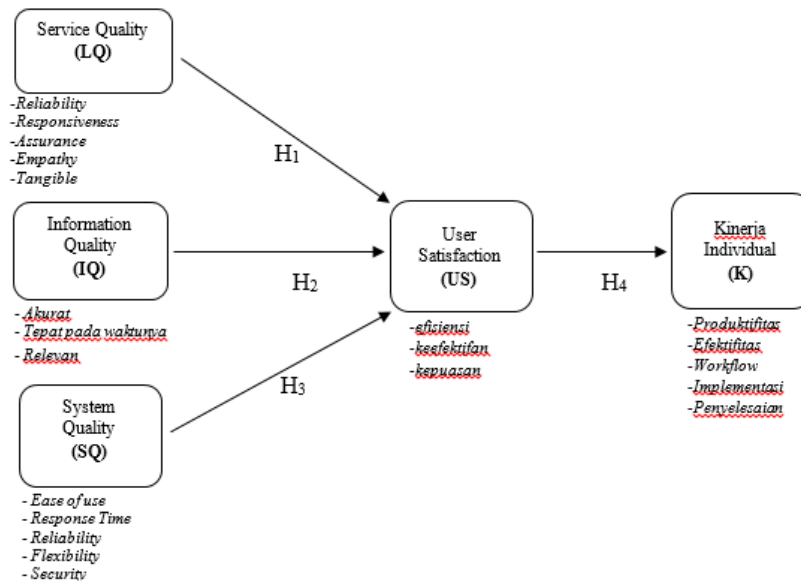 Service Quality
(LQ)
-Reliability
-Responsiveness
-Assurance
-Empathy
-Tangible
H1
Information
Quality
(IQ)
- Akurat
- Tepat pada waktunya
- Relevan
H2
System
Quality
(SQ)
- Ease of use
- Response Time
- Reliability
- Flexibility
- Security
H3
User
Satisfaction
(US)
-efisiensi
-keefektifan
-kepuasan
H4
Kinerja
Individual
(K)
-Produktifitas
-Efektifitas
-Workflow
-Implementasi
-Penyelesaian